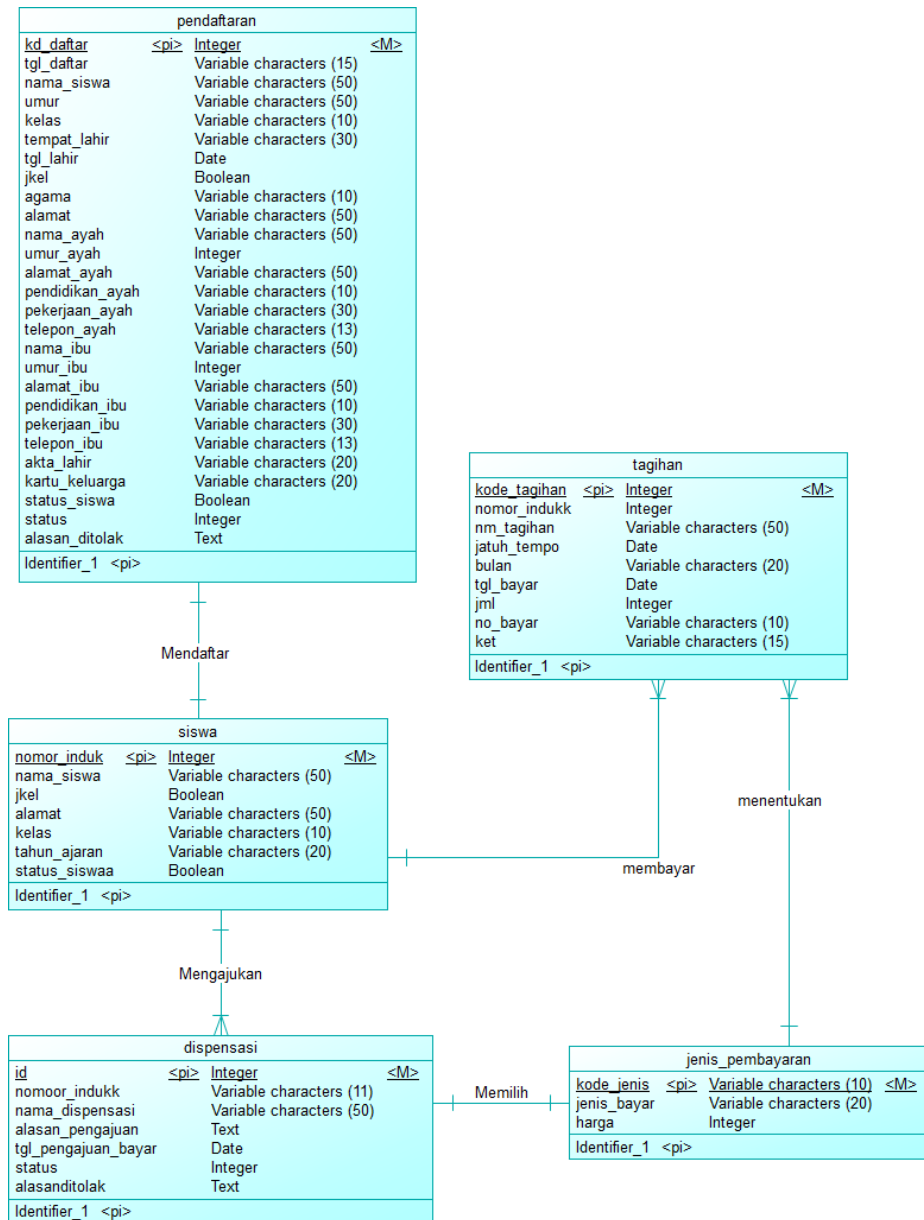 pendaftaran
kd_daftar <pi> Integer <M>
tgl_daftar Variable characters (15)
nama_siswa Variable characters (50)
umur Variable characters (50)
kelas Variable characters (10)
tempat_lahir Variable characters (30)
tgl_lahir Date
jkel Boolean
agama Variable characters (10)
alamat Variable characters (50)
nama_ayah Variable characters (50)
umur_ayah Integer
alamat_ayah Variable characters (50)
pendidikan_ayah Variable characters (10)
pekerjaan_ayah Variable characters (30)
telepon_ayah Variable characters (13)
nama_ibu Variable characters (50)
umur_ibu Integer
alamat_ibu Variable characters (50)
pendidikan_ibu Variable characters (10)
pekerjaan_ibu Variable characters (30)
telepon_ibu Variable characters (13)
akta_lahir Variable characters (20)
kartu_keluarga Variable characters (20)
status_siswa Boolean
status Integer
alasan_ditolak Text
Identifier_1 <pi>
Mendaftar
tagihan
kode_tagihan <pi> Integer <M>
nomor_indukk Integer
nm_tagihan Variable characters (50)
jatuh_tempo Date
bulan Variable characters (20)
tgl_bayar Date
jml Integer
no_bayar Variable characters (10)
ket Variable characters (15)
Identifier_1 <pi>
siswa
nomor_induk <pi> Integer <M>
nama_siswa Variable characters (50)
jkel Boolean
alamat Variable characters (50)
kelas Variable characters (10)
tahun_ajaran Variable characters (20)
status_siswaa Boolean
Identifier_1 <pi>
menentukan
membayar
Mengajukan
dispensasi
id <pi> Integer <M>
nomoor_indukk Variable characters (11)
nama_dispensasi Variable characters (50)
alasan_pengajuan Text
tgl_pengajuan_bayar Date
status Integer
alasanditolak Text
Identifier_1 <pi>
Memilih
jenis_pembayaran
kode_jenis <pi> Variable characters (10) <M>
jenis_bayar Variable characters (20)
harga Integer
Identifier_1 <pi>